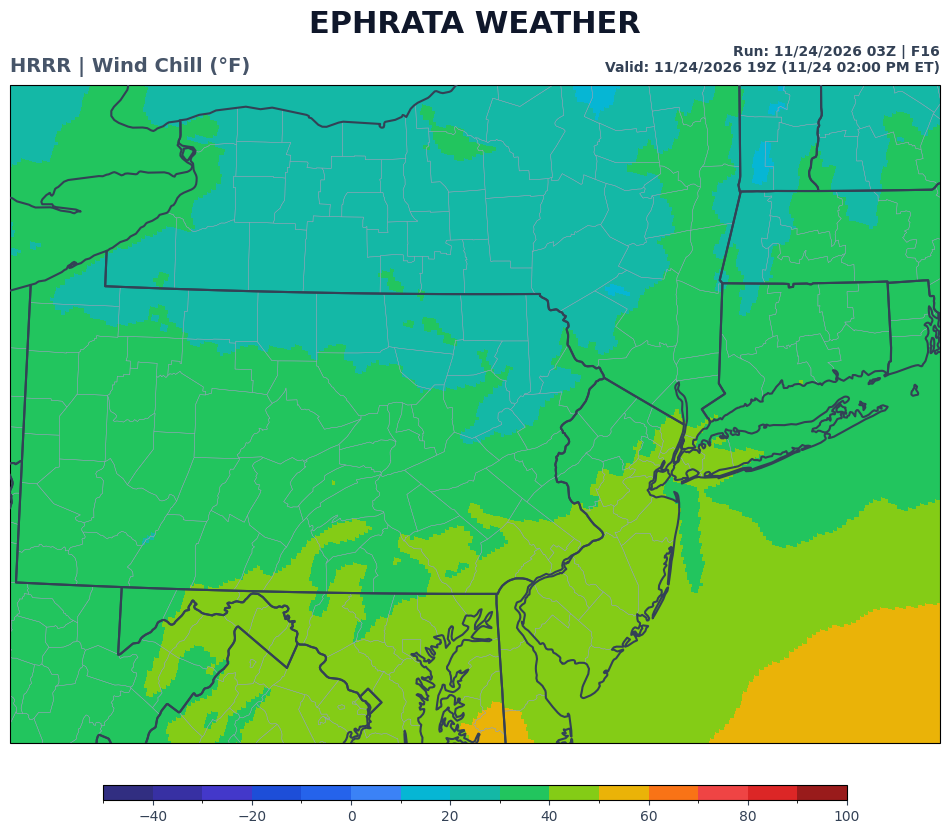 EPHRATA WEATHER
HRRR | Wind Chill (°F)
Run: 11/24/2026 03Z | F16
Valid: 11/24/2026 19Z (11/24 02:00 PM ET)
−40 −20 0 20 40 60 80 100